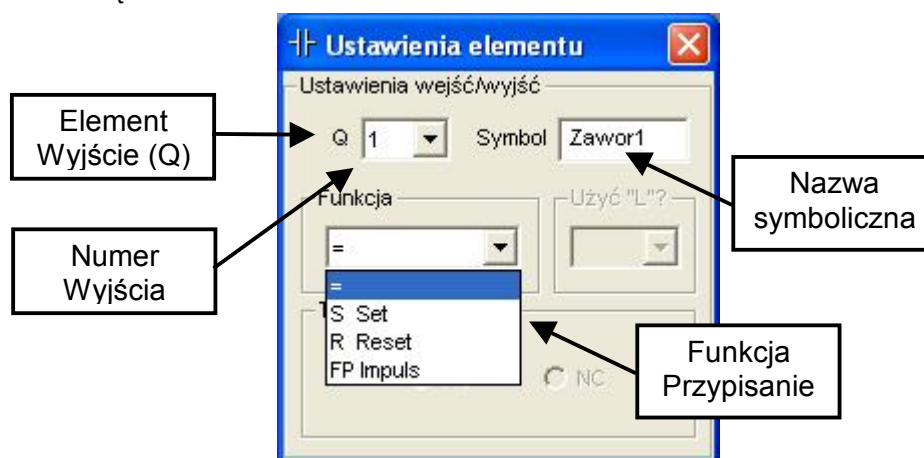 Ustawienia elementu
Ustawienia wejść/wyjść
Element
Wyjście (Q)
Q 1 Symbol Zawor1
Nazwa
symboliczna
Funkcja
Użyć "L"?
=
Numer
Wyjścia
=
S Set
R Reset
FP Impuls
NC
Funkcja
Przypisanie